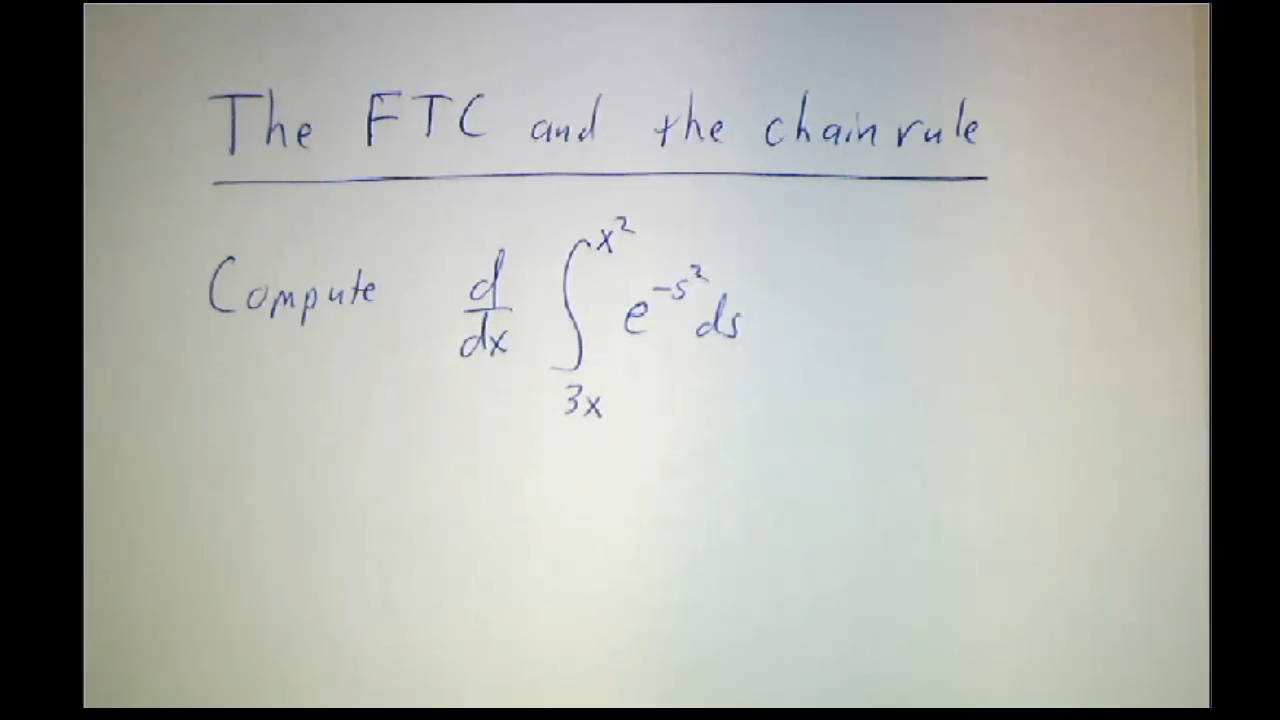 The FTC and the chain rule
Compute d/dx ∫_{3x}^{x²} e^{-s²} ds